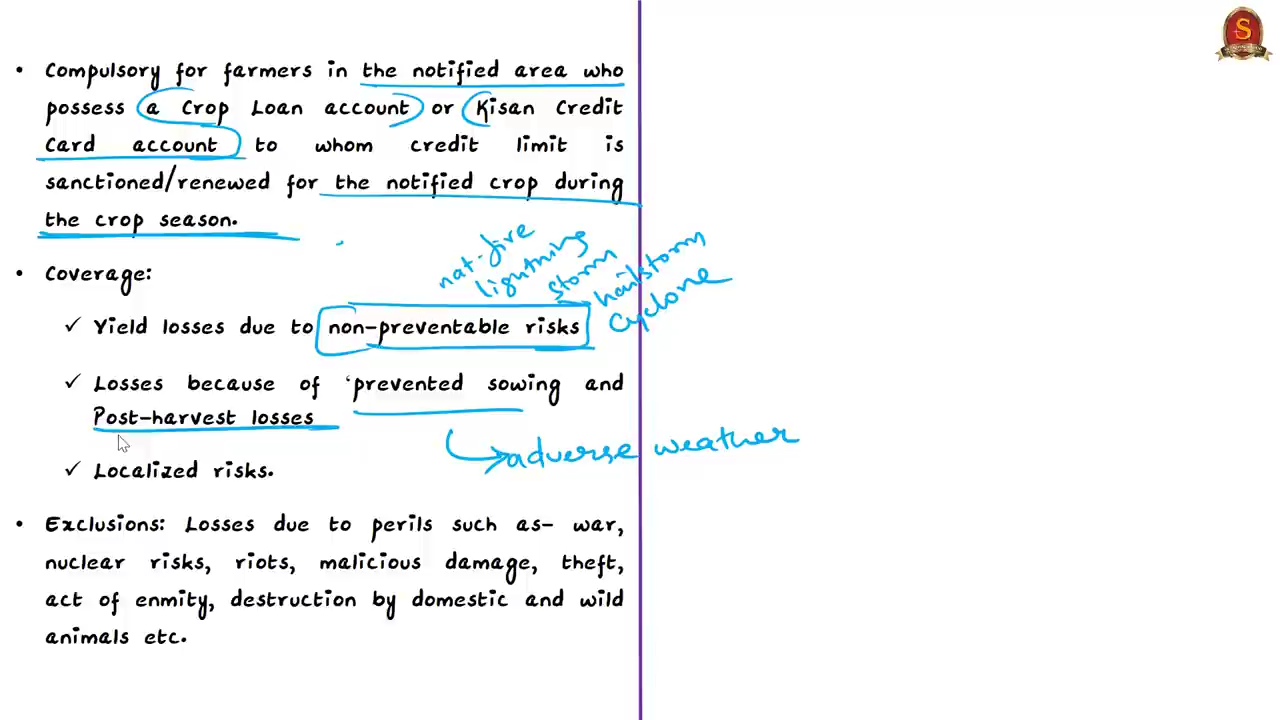 • Compulsory for farmers in the notified area who
possess a Crop Loan account or Kisan Credit
Card account to whom credit limit is
sanctioned/renewed for the notified crop during
the crop season.
• Coverage:
nat-fire
lightning
storm
hailstorm
cyclone
✓ Yield losses due to non-preventable risks
✓ Losses because of 'prevented sowing and
Post-harvest losses
adverse weather
✓ Localized risks.
• Exclusions: Losses due to perils such as- war,
nuclear risks, riots, malicious damage, theft,
act of enmity, destruction by domestic and wild
animals etc.
S